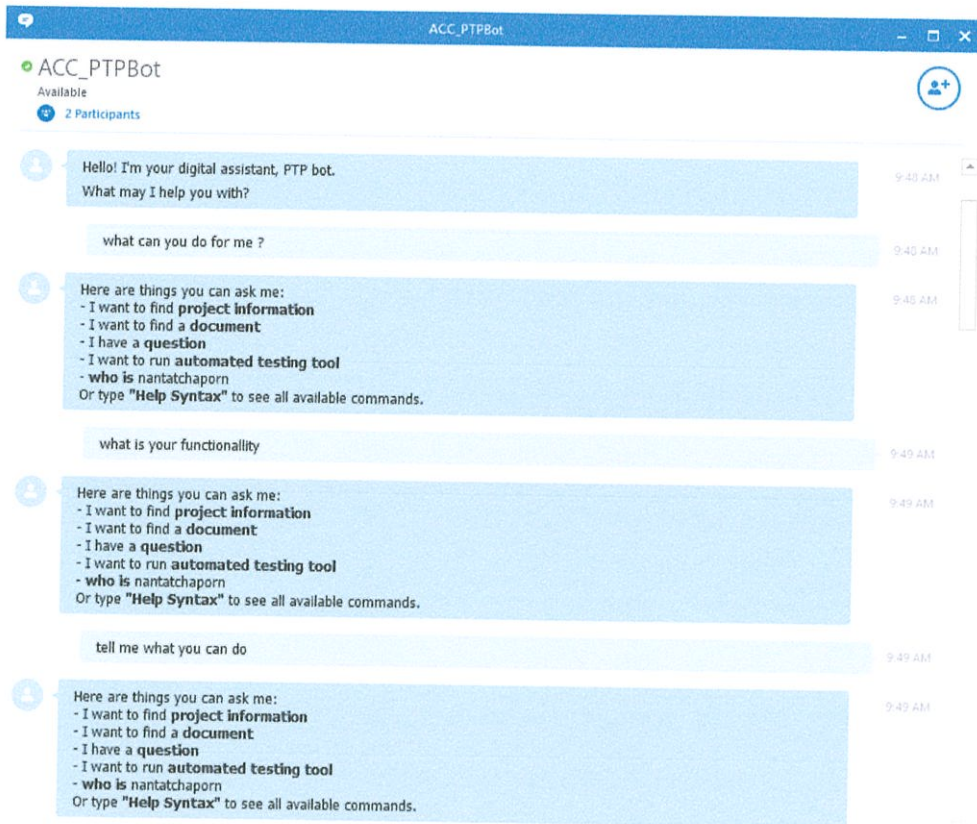 ACC_PTPBot
ACC_PTPBot
Available
2 Participants
Hello! I'm your digital assistant, PTP bot.
What may I help you with?
9:48 AM
what can you do for me ?
9:48 AM
Here are things you can ask me:
- I want to find project information
- I want to find a document
- I have a question
- I want to run automated testing tool
- who is nantatchaporn
Or type "Help Syntax" to see all available commands.
9:48 AM
what is your functionallity
9:49 AM
Here are things you can ask me:
- I want to find project information
- I want to find a document
- I have a question
- I want to run automated testing tool
- who is nantatchaporn
Or type "Help Syntax" to see all available commands.
9:49 AM
tell me what you can do
9:49 AM
Here are things you can ask me:
- I want to find project information
- I want to find a document
- I have a question
- I want to run automated testing tool
- who is nantatchaporn
Or type "Help Syntax" to see all available commands.
9:49 AM